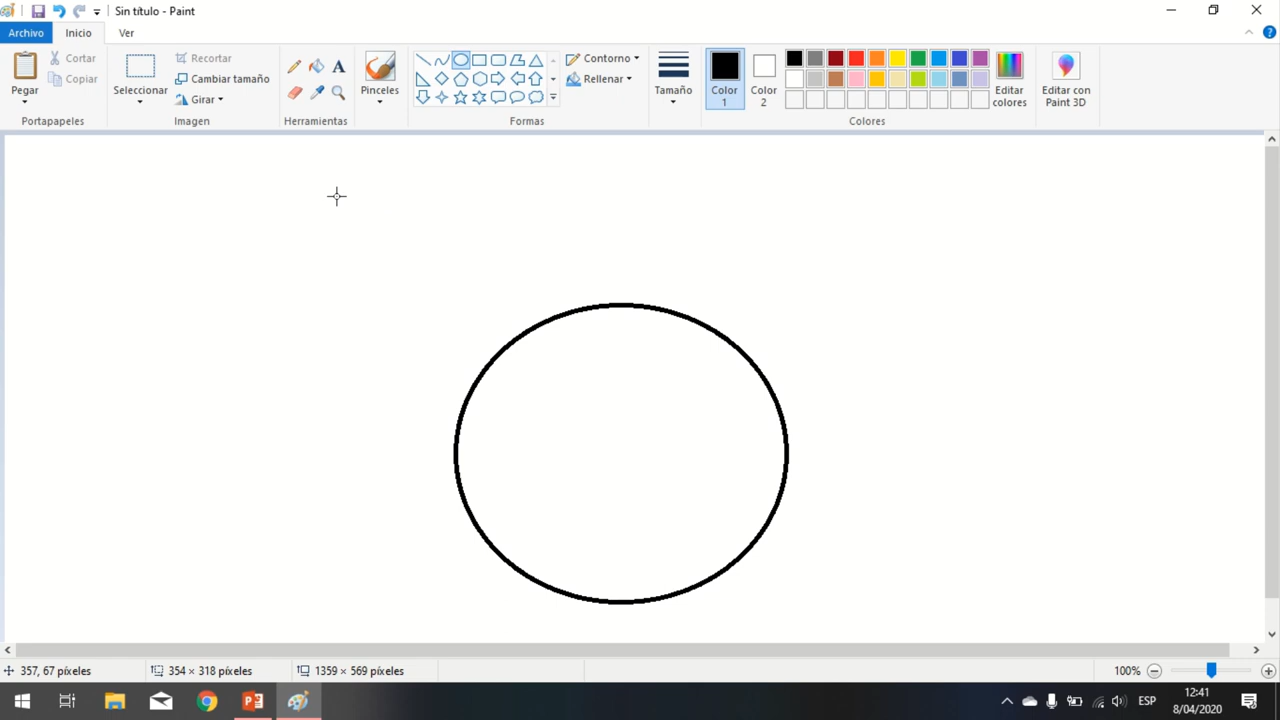 Sin título - Paint
Archivo Inicio Ver
Pegar
Cortar
Copiar
Portapapeles
Seleccionar
Recortar
Cambiar tamaño
Girar
Imagen
A
Herramientas
Pinceles
Contorno
Rellenar
Formas
Tamaño
Color
1
Color
2
Editar
colores
Colores
Editar con
Paint 3D
357, 67 píxeles
354 × 318 píxeles
1359 × 569 píxeles
100%
ESP
12:41
8/04/2020